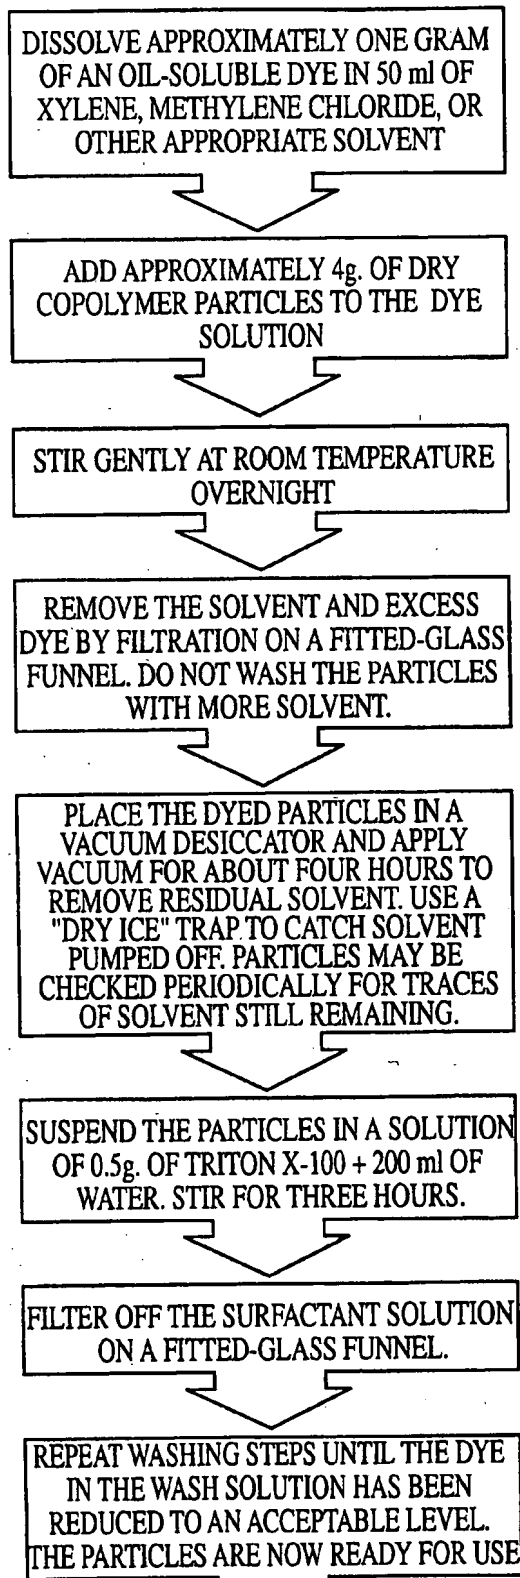 DISSOLVE APPROXIMATELY ONE GRAM
OF AN OIL-SOLUBLE DYE IN 50 ml OF
XYLENE, METHYLENE CHLORIDE, OR
OTHER APPROPRIATE SOLVENT
ADD APPROXIMATELY 4g. OF DRY
COPOLYMER PARTICLES TO THE DYE
SOLUTION
STIR GENTLY AT ROOM TEMPERATURE
OVERNIGHT
REMOVE THE SOLVENT AND EXCESS
DYE BY FILTRATION ON A FITTED-GLASS
FUNNEL. DO NOT WASH THE PARTICLES
WITH MORE SOLVENT.
PLACE THE DYED PARTICLES IN A
VACUUM DESICCATOR AND APPLY
VACUUM FOR ABOUT FOUR HOURS TO
REMOVE RESIDUAL SOLVENT. USE A
"DRY ICE" TRAP TO CATCH SOLVENT
PUMPED OFF. PARTICLES MAY BE
CHECKED PERIODICALLY FOR TRACES
OF SOLVENT STILL REMAINING.
SUSPEND THE PARTICLES IN A SOLUTION
OF 0.5g. OF TRITON X-100 + 200 ml OF
WATER. STIR FOR THREE HOURS.
FILTER OFF THE SURFACTANT SOLUTION
ON A FITTED-GLASS FUNNEL.
REPEAT WASHING STEPS UNTIL THE DYE
IN THE WASH SOLUTION HAS BEEN
REDUCED TO AN ACCEPTABLE LEVEL.
THE PARTICLES ARE NOW READY FOR USE